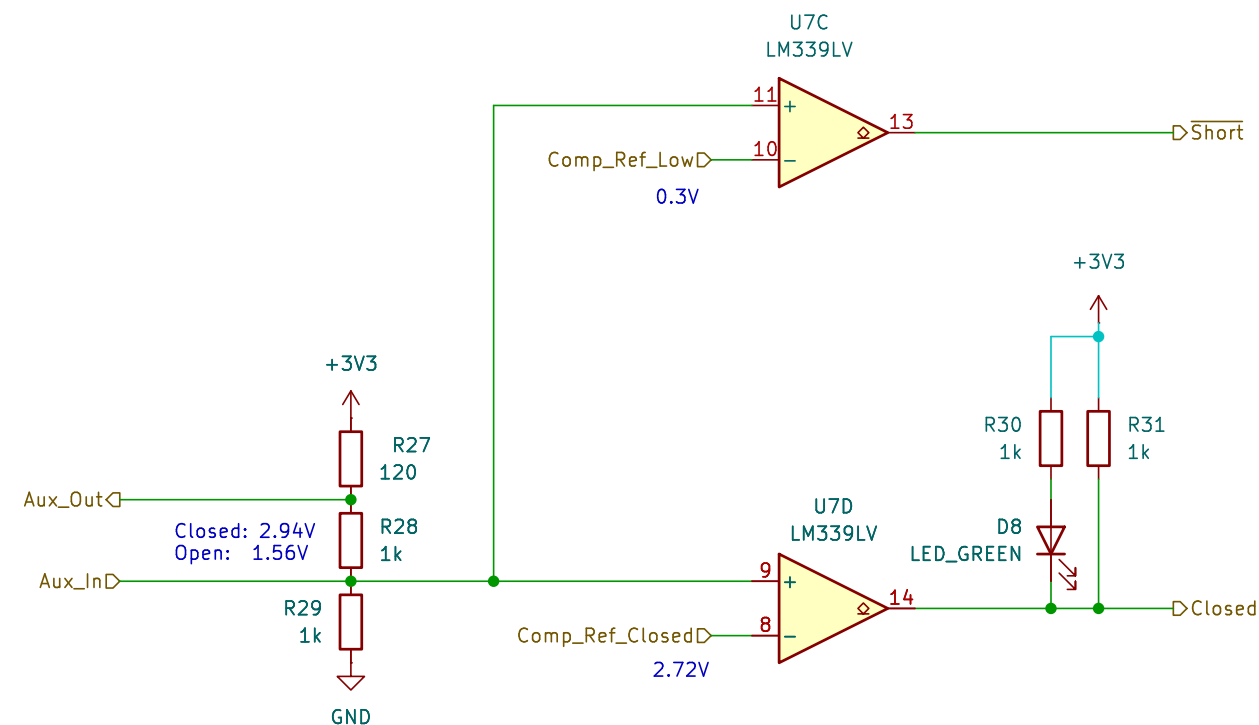 U7C
LM339LV
11
+
13
Short
Comp_Ref_Low
10
−
0.3V
+3V3
+3V3
R27
120
R30
1k
R31
1k
Aux_Out
Closed: 2.94V
Open: 1.56V
R28
1k
U7D
LM339LV
D8
LED_GREEN
Aux_In
9
+
14
Closed
R29
1k
Comp_Ref_Closed
8
−
2.72V
GND